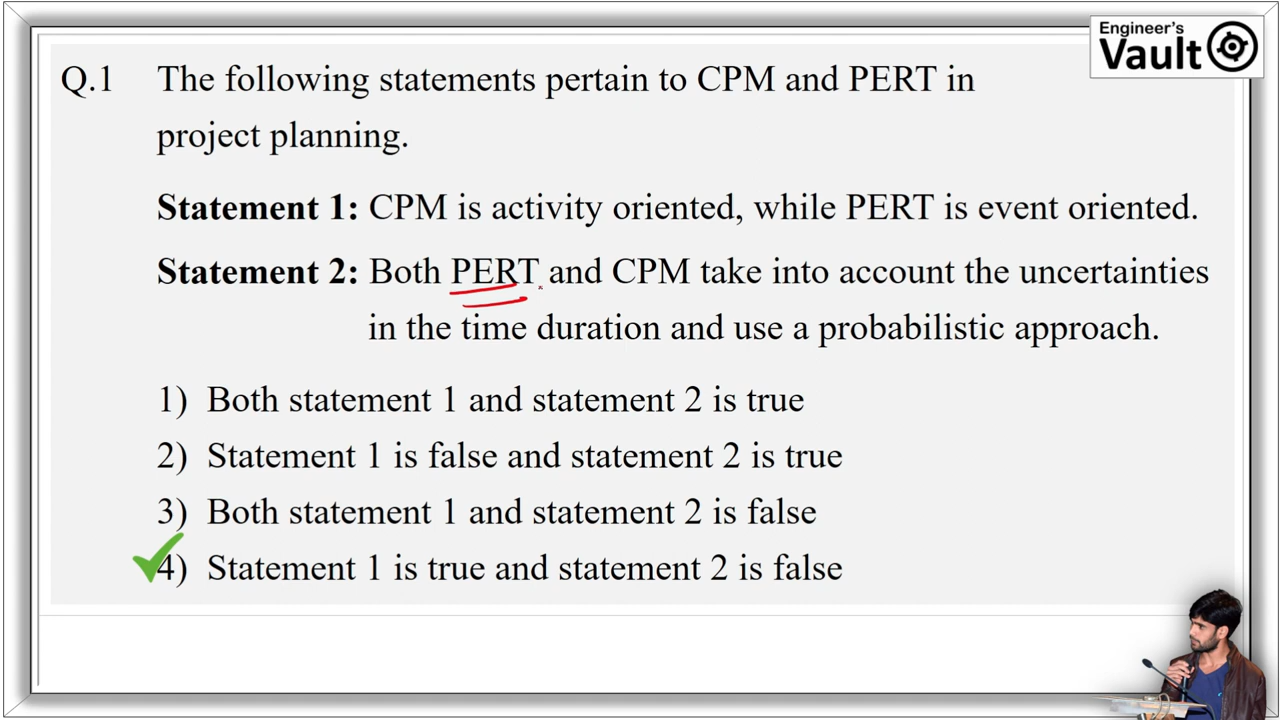 Engineer's
Vault
Q.1 The following statements pertain to CPM and PERT in
project planning.
Statement 1: CPM is activity oriented, while PERT is event oriented.
Statement 2: Both PERT and CPM take into account the uncertainties
in the time duration and use a probabilistic approach.
1) Both statement 1 and statement 2 is true
2) Statement 1 is false and statement 2 is true
3) Both statement 1 and statement 2 is false
4) Statement 1 is true and statement 2 is false